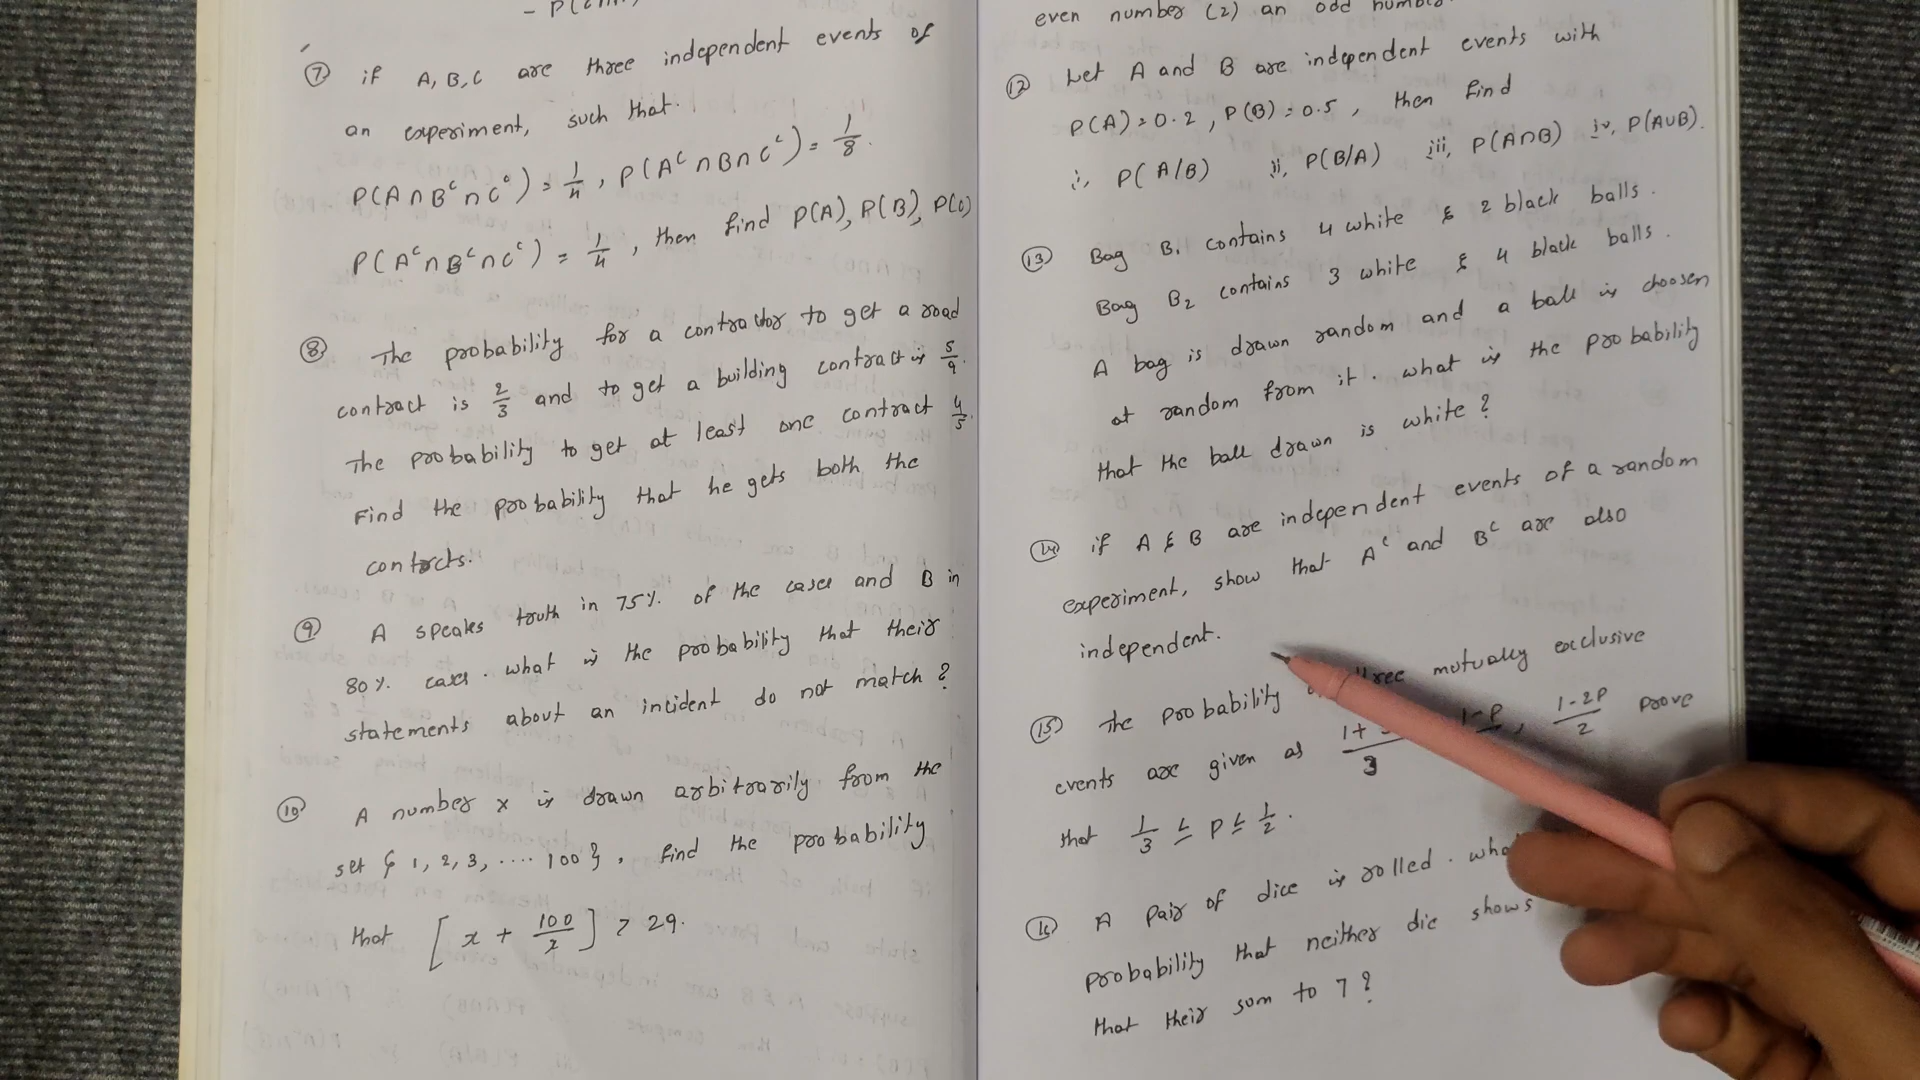 - P(
⑦ if A, B, C are three independent events of
an experiment, such that.
P(A ∩ B^c ∩ C^c) = 1/4, P(A^c ∩ B ∩ C^c) = 1/8.
P(A^c ∩ B^c ∩ C^c) = 1/4, then find P(A), P(B), P(C)
⑧ The probability for a contractor to get a road
contract is 2/3 and to get a building contract is 5/9.
The probability to get at least one contract 4/5.
Find the probability that he gets both the
contracts.
⑨ A speaks truth in 75% of the cases and B in
80% cases. what is the probability that their
statements about an incident do not match?
⑩ A number x is drawn arbitrarily from the
set { 1, 2, 3, .... 100 }, find the probability
that [ x + 100/x ] > 29.
even number (2) an odd number.
⑫ Let A and B are independent events with
P(A) = 0.2, P(B) = 0.5, then find
i, P(A/B) ii, P(B/A) iii, P(A∩B) iv, P(A∪B).
⑬ Bag B1 contains 4 white & 2 black balls.
Bag B2 contains 3 white & 4 black balls.
A bag is drawn random and a ball is choosen
at random from it. what is the probability
that the ball drawn is white?
⑭ if A & B are independent events of a random
experiment, show that A^c and B^c are also
independent.
⑮ The probability three mutually exclusive
events are given as 1+ /3 1-P , 1-2P/2 prove
that 1/3 ≤ P ≤ 1/2.
⑯ A pair of dice is rolled.
probability that neither die shows
that their sum to 7?